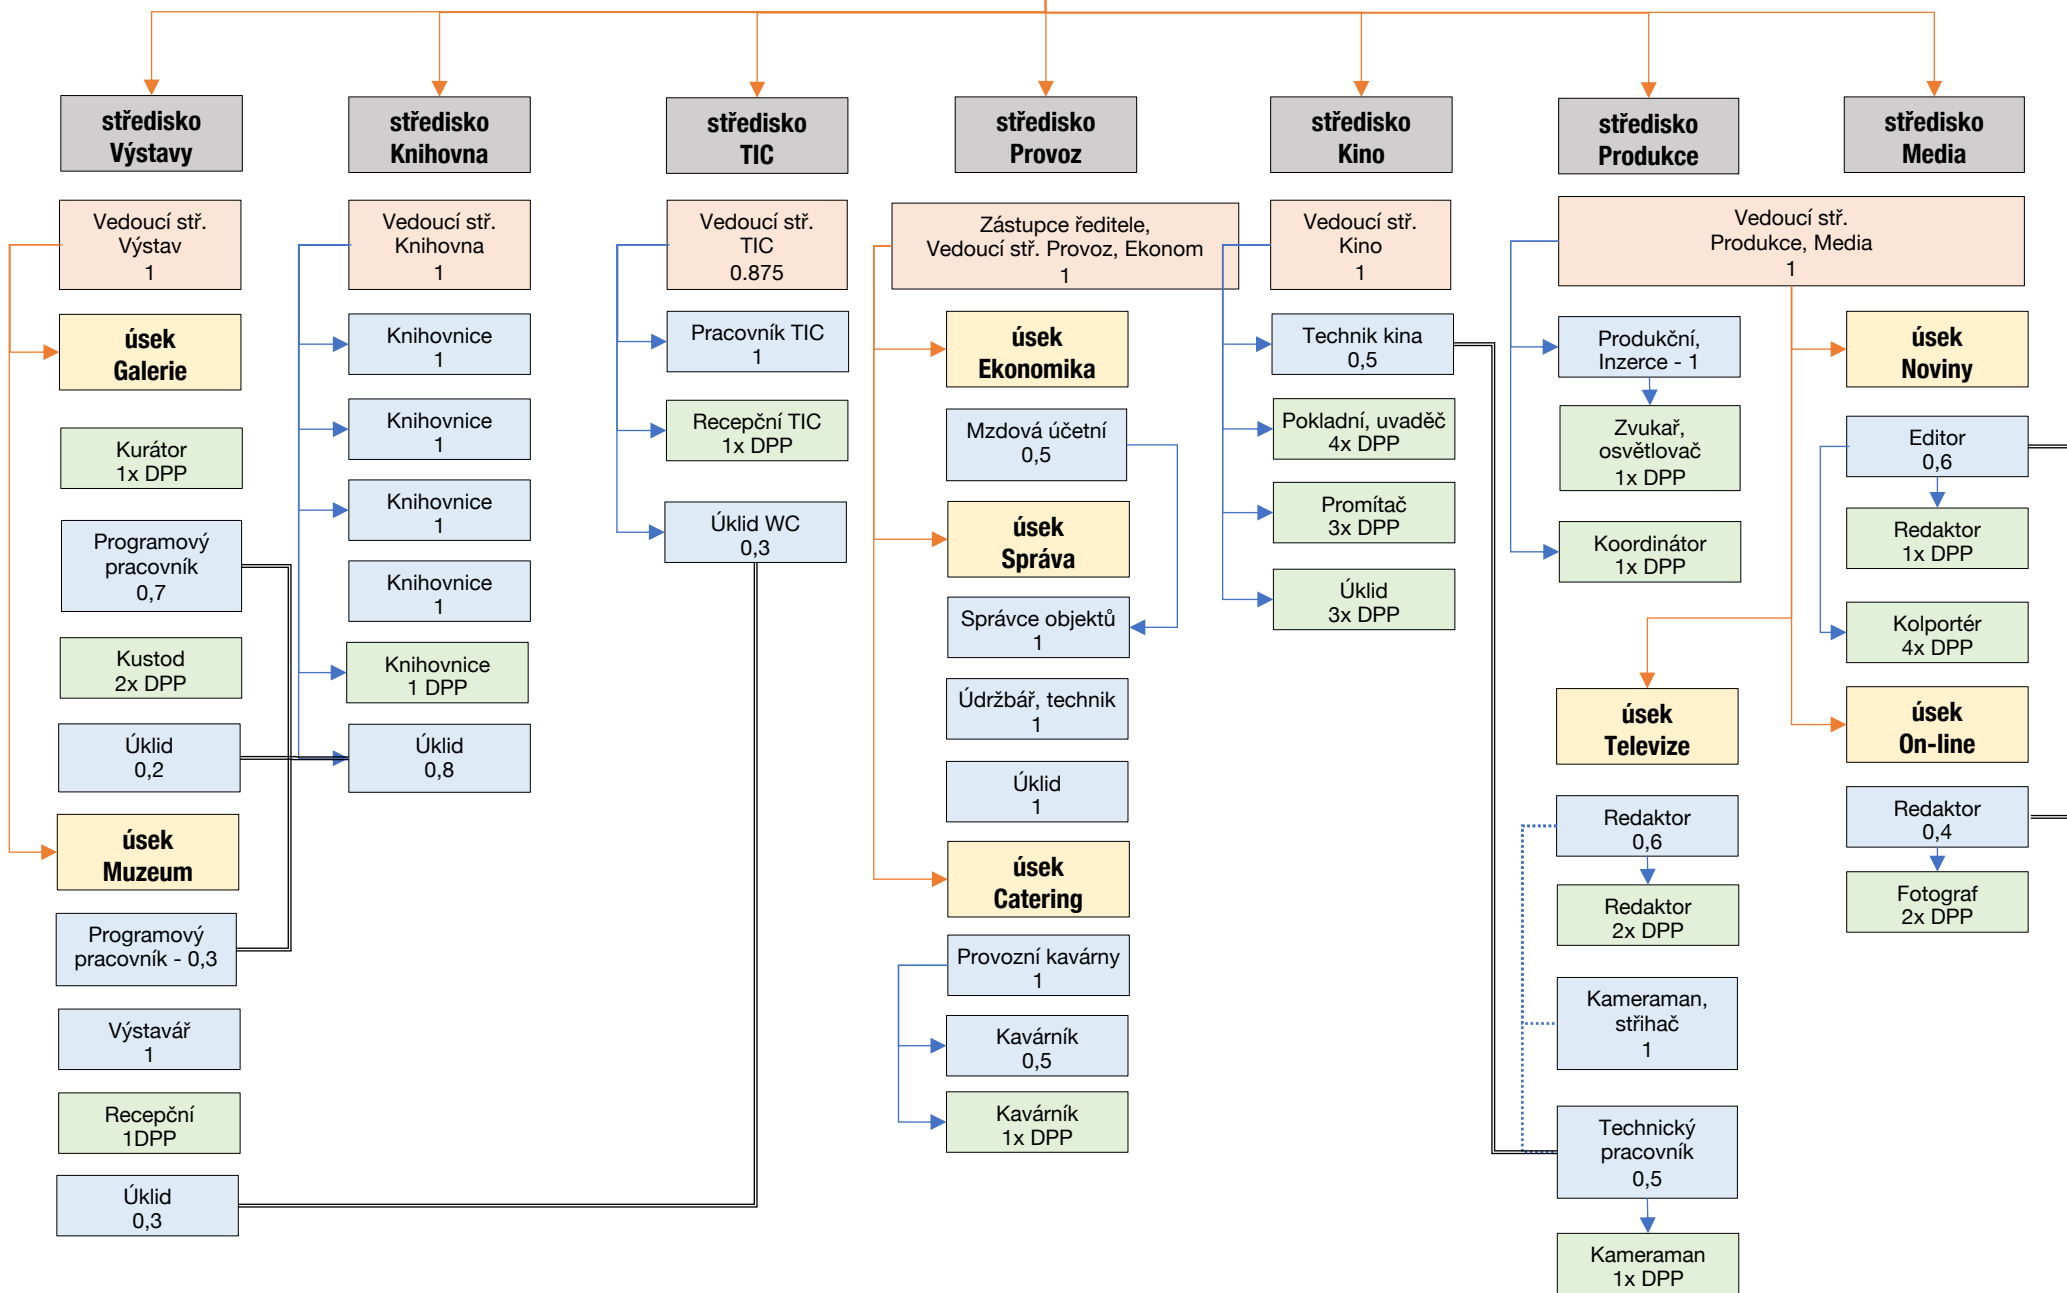 středisko
Výstavy
středisko
Knihovna
středisko
TIC
středisko
Provoz
středisko
Kino
středisko
Produkce
středisko
Media
Vedoucí stř.
Výstav
1
úsek
Galerie
Kurátor
1x DPP
Programový
pracovník
0,7
Kustod
2x DPP
Úklid
0,2
úsek
Muzeum
Programový
pracovník - 0,3
Výstavář
1
Recepční
1DPP
Úklid
0,3
Vedoucí stř.
Knihovna
1
Knihovnice
1
Knihovnice
1
Knihovnice
1
Knihovnice
1
Knihovnice
1 DPP
Úklid
0,8
Vedoucí stř.
TIC
0.875
Pracovník TIC
1
Recepční TIC
1x DPP
Úklid WC
0,3
Zástupce ředitele,
Vedoucí stř. Provoz, Ekonom
1
úsek
Ekonomika
Mzdová účetní
0,5
úsek
Správa
Správce objektů
1
Údržbář, technik
1
Úklid
1
úsek
Catering
Provozní kavárny
1
Kavárník
0,5
Kavárník
1x DPP
Vedoucí stř.
Kino
1
Technik kina
0,5
Pokladní, uvaděč
4x DPP
Promítač
3x DPP
Úklid
3x DPP
Vedoucí stř.
Produkce, Media
1
Produkční,
Inzerce - 1
Zvukař,
osvětlovač
1x DPP
Koordinátor
1x DPP
úsek
Televize
Redaktor
0,6
Redaktor
2x DPP
Kameraman,
střihač
1
Technický
pracovník
0,5
Kameraman
1x DPP
úsek
Noviny
Editor
0,6
Redaktor
1x DPP
Kolportér
4x DPP
úsek
On-line
Redaktor
0,4
Fotograf
2x DPP